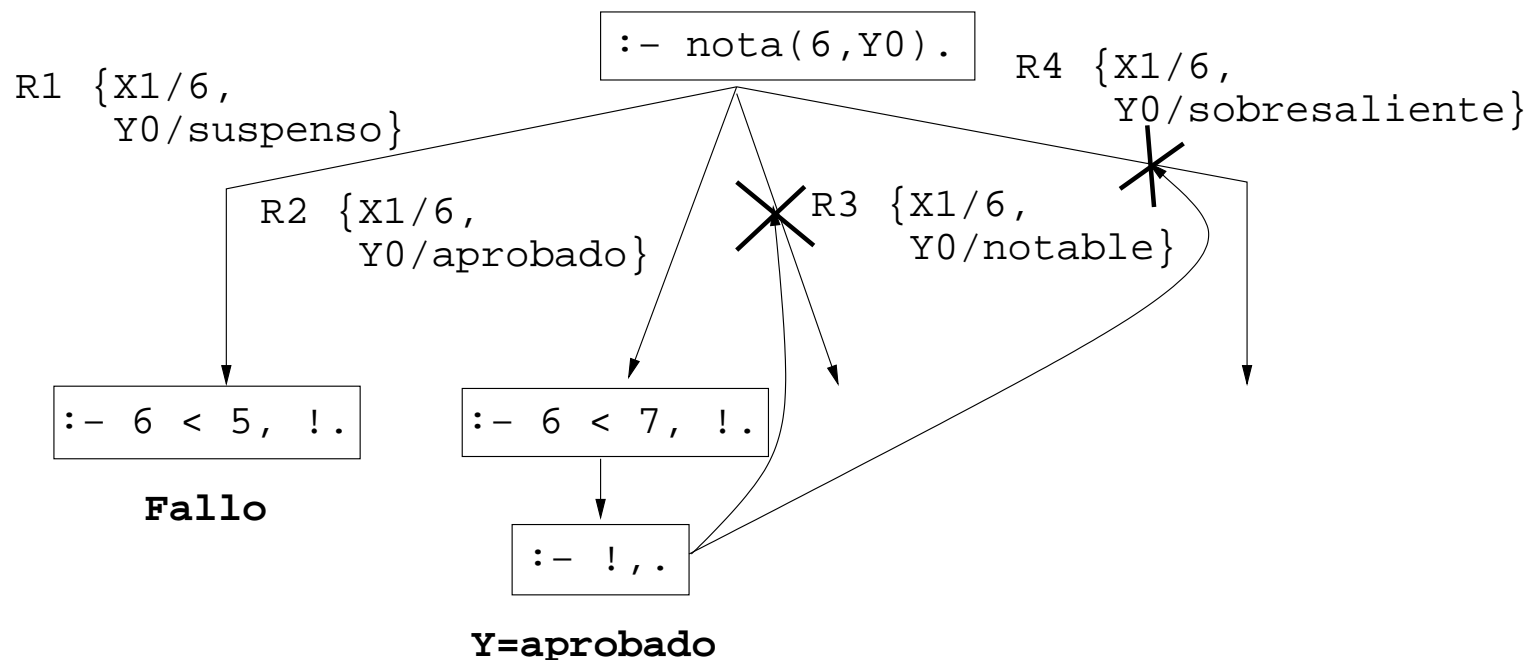 :- nota(6,Y0).
R1 {X1/6,
Y0/suspenso}
R4 {X1/6,
Y0/sobresaliente}
R2 {X1/6,
Y0/aprobado}
R3 {X1/6,
Y0/notable}
:- 6 < 5, !.
:- 6 < 7, !.
Fallo
:- !,.
Y=aprobado